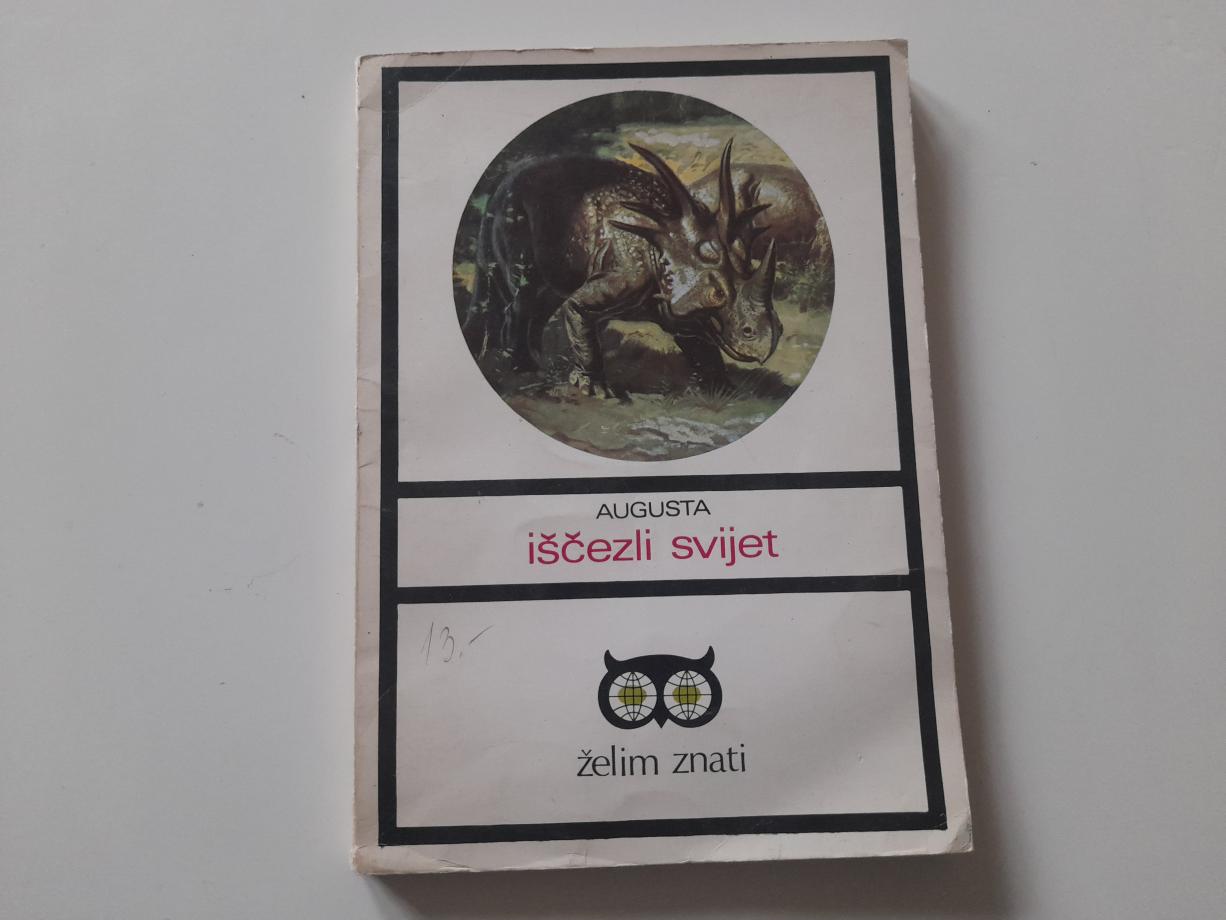 AUGUSTA
iščezli svijet
13.-
želim znati